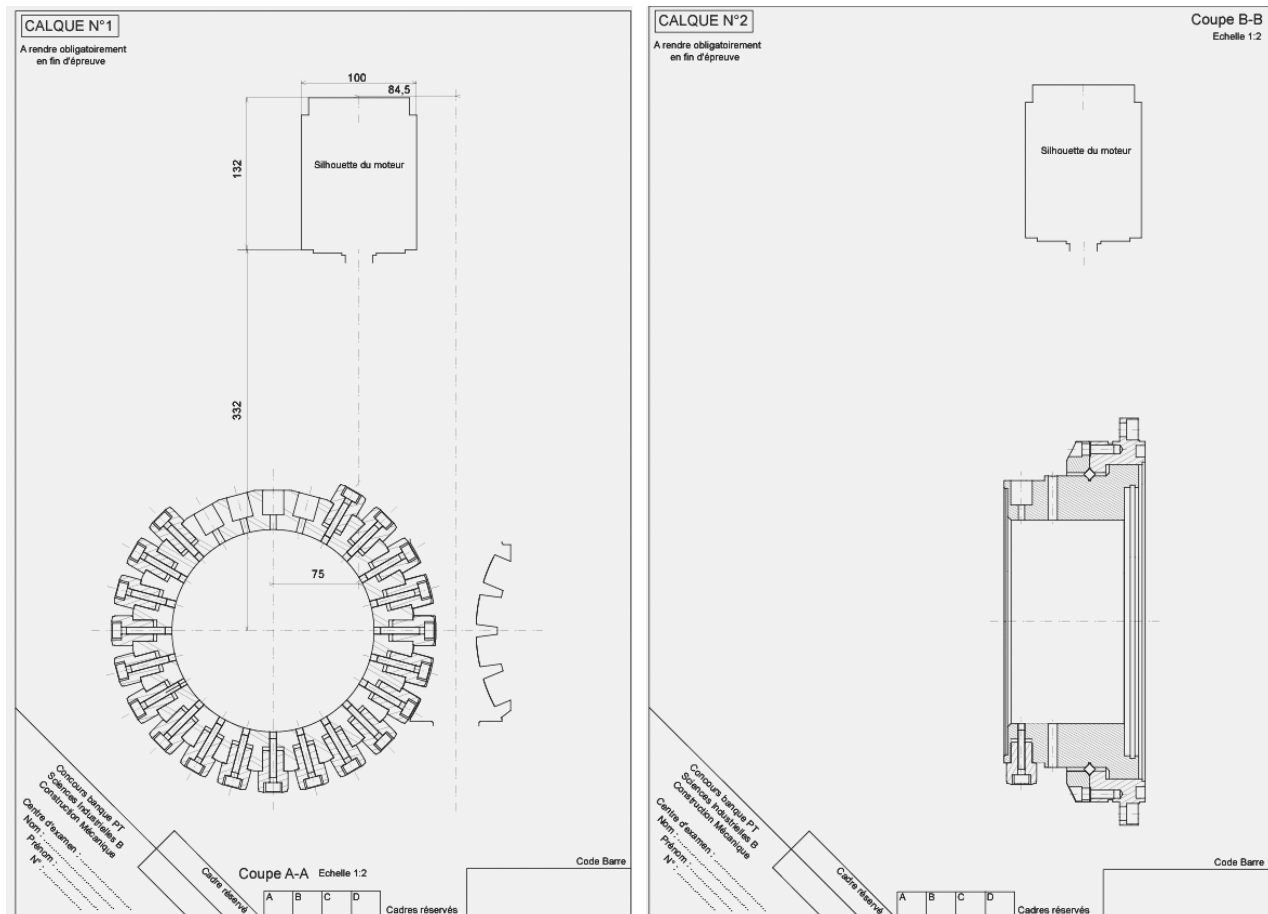 CALQUE N°1
A rendre obligatoirement
en fin d'épreuve
100
84,5
132
Silhouette du moteur
332
75
Concours banque PT
Sciences Industrielles B
Construction Mécanique
Centre d'examen :
Nom :
Prénom :
N° :
Cadre réservé
Coupe A-A Echelle 1:2
A B C D
Cadres réservés
Code Barre
CALQUE N°2
A rendre obligatoirement
en fin d'épreuve
Coupe B-B
Echelle 1:2
Silhouette du moteur
Concours banque PT
Sciences Industrielles B
Construction Mécanique
Centre d'examen :
Nom :
Prénom :
N° :
Cadre réservé
A B C D
Cadres réservés
Code Barre